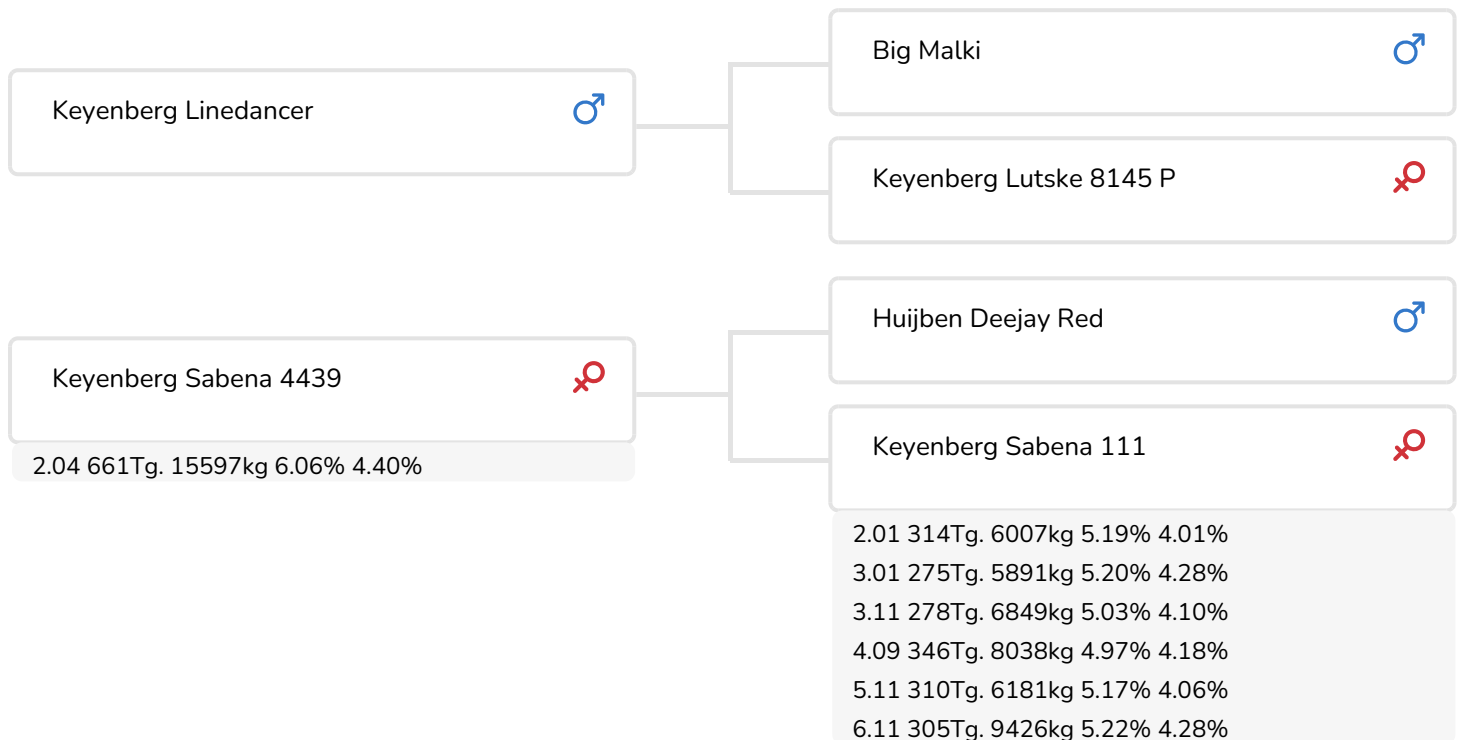 Keyenberg Linedancer
Big Malki
Keyenberg Lutske 8145 P
Keyenberg Sabena 4439
2.04 661Tg. 15597kg 6.06% 4.40%
Huijben Deejay Red
Keyenberg Sabena 111
2.01 314Tg. 6007kg 5.19% 4.01%
3.01 275Tg. 5891kg 5.20% 4.28%
3.11 278Tg. 6849kg 5.03% 4.10%
4.09 346Tg. 8038kg 4.97% 4.18%
5.11 310Tg. 6181kg 5.17% 4.06%
6.11 305Tg. 9426kg 5.22% 4.28%